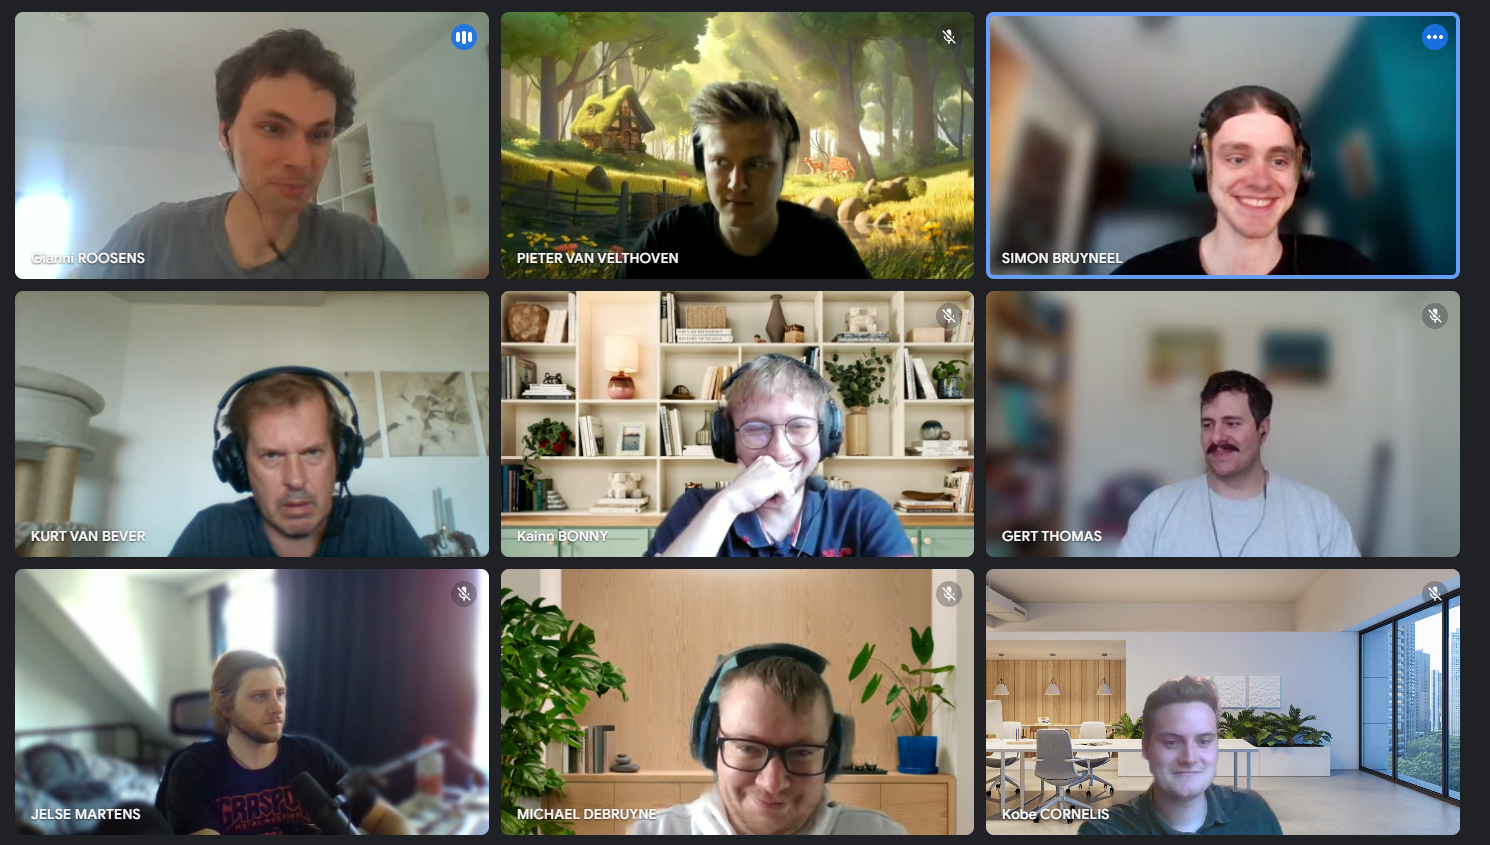 Gianni ROOSENS
PIETER VAN VELTHOVEN
SIMON BRUYNEEL
KURT VAN BEVER
Kainn BONNY
GERT THOMAS
JELSE MARTENS
MICHAEL DEBRUYNE
Kobe CORNELIS